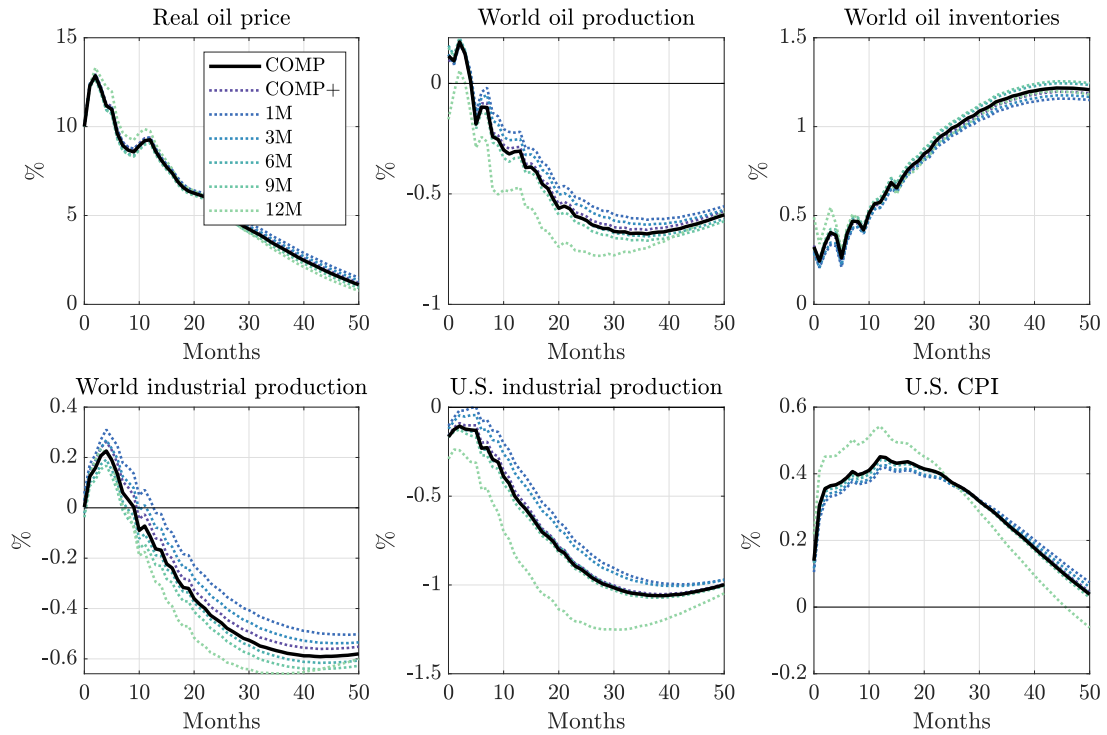 Real oil price
World oil production
World oil inventories
15
10
5
0
%
0 10 20 30 40 50
Months
COMP
COMP+
1M
3M
6M
9M
12M
0
-0.5
-1
%
0 10 20 30 40 50
Months
1.5
1
0.5
0
%
0 10 20 30 40 50
Months
World industrial production
U.S. industrial production
U.S. CPI
0.4
0.2
0
-0.2
-0.4
-0.6
%
0 10 20 30 40 50
Months
0
-0.5
-1
-1.5
%
0 10 20 30 40 50
Months
0.6
0.4
0.2
0
-0.2
%
0 10 20 30 40 50
Months